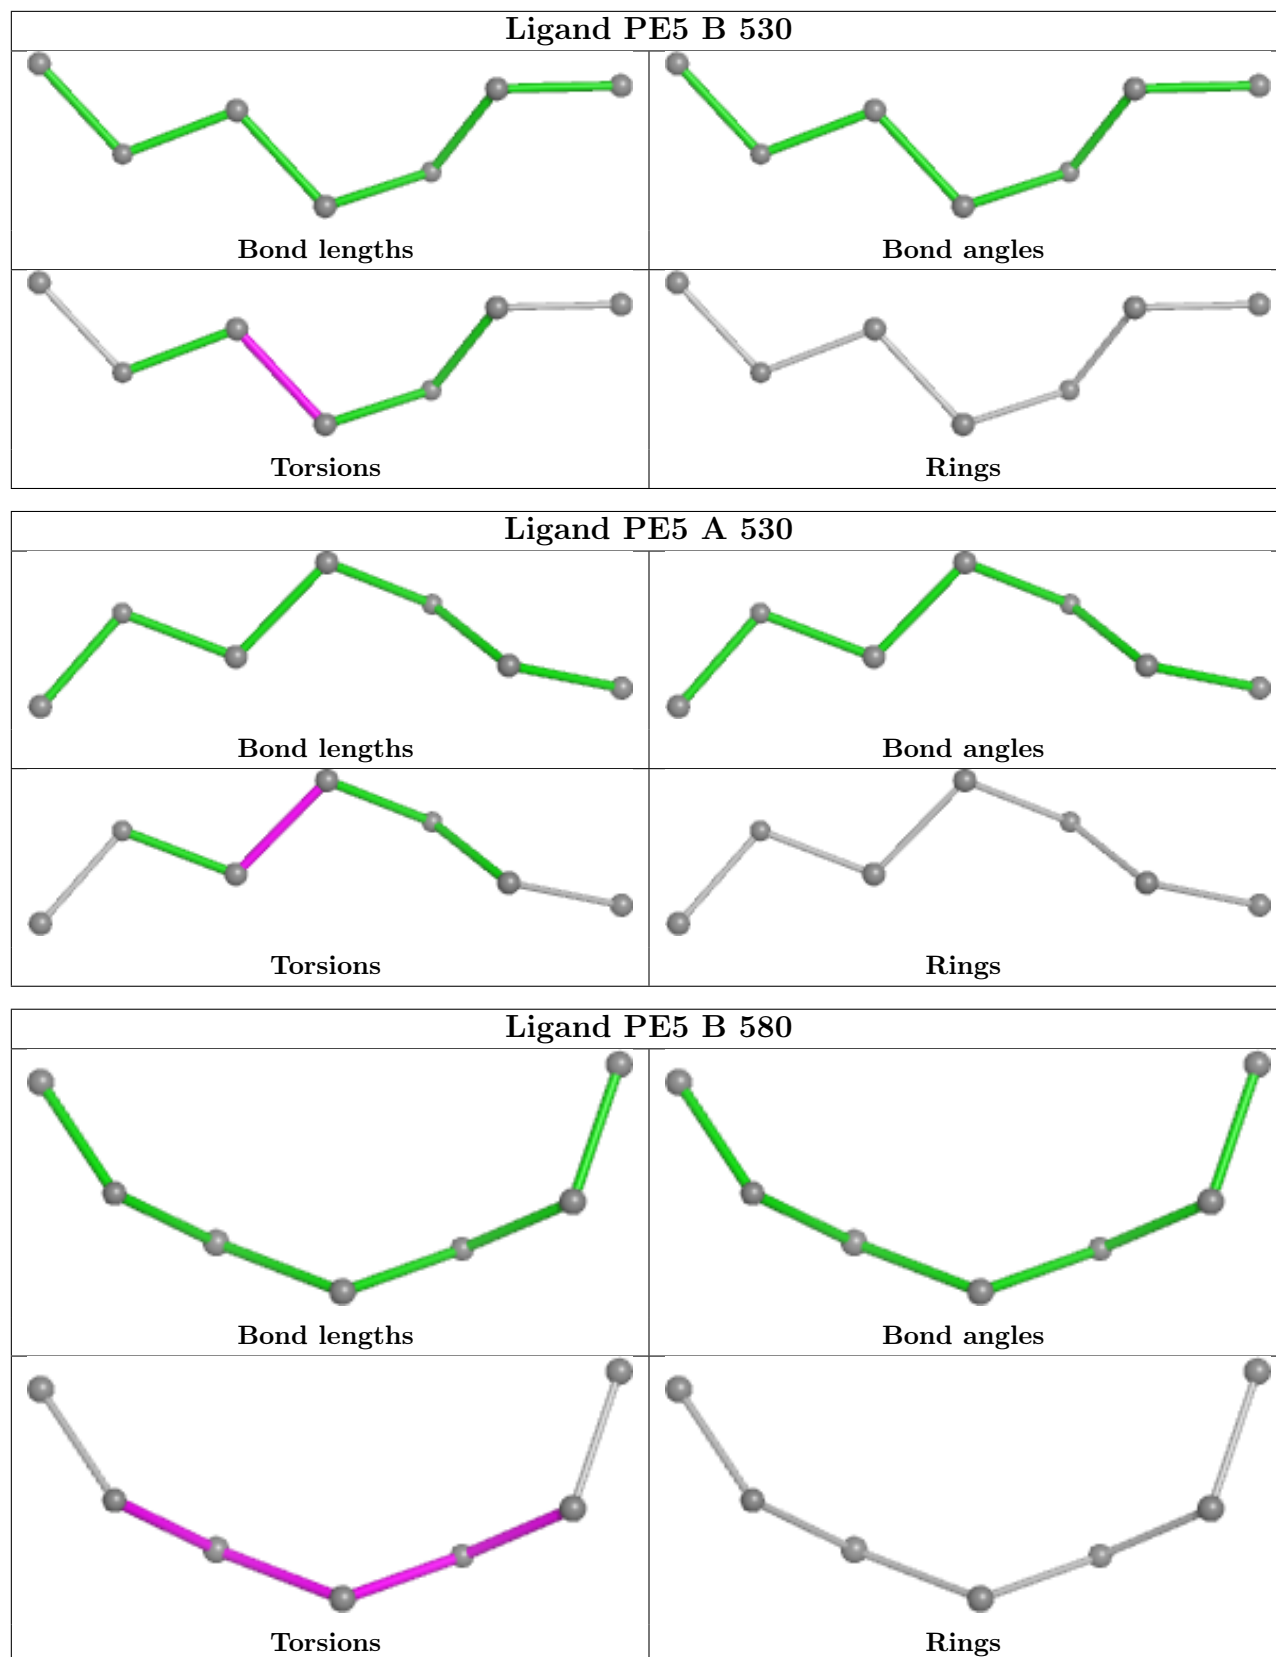 Ligand PE5 B 530
Bond lengths
Bond angles
Torsions
Rings
Ligand PE5 A 530
Bond lengths
Bond angles
Torsions
Rings
Ligand PE5 B 580
Bond lengths
Bond angles
Torsions
Rings